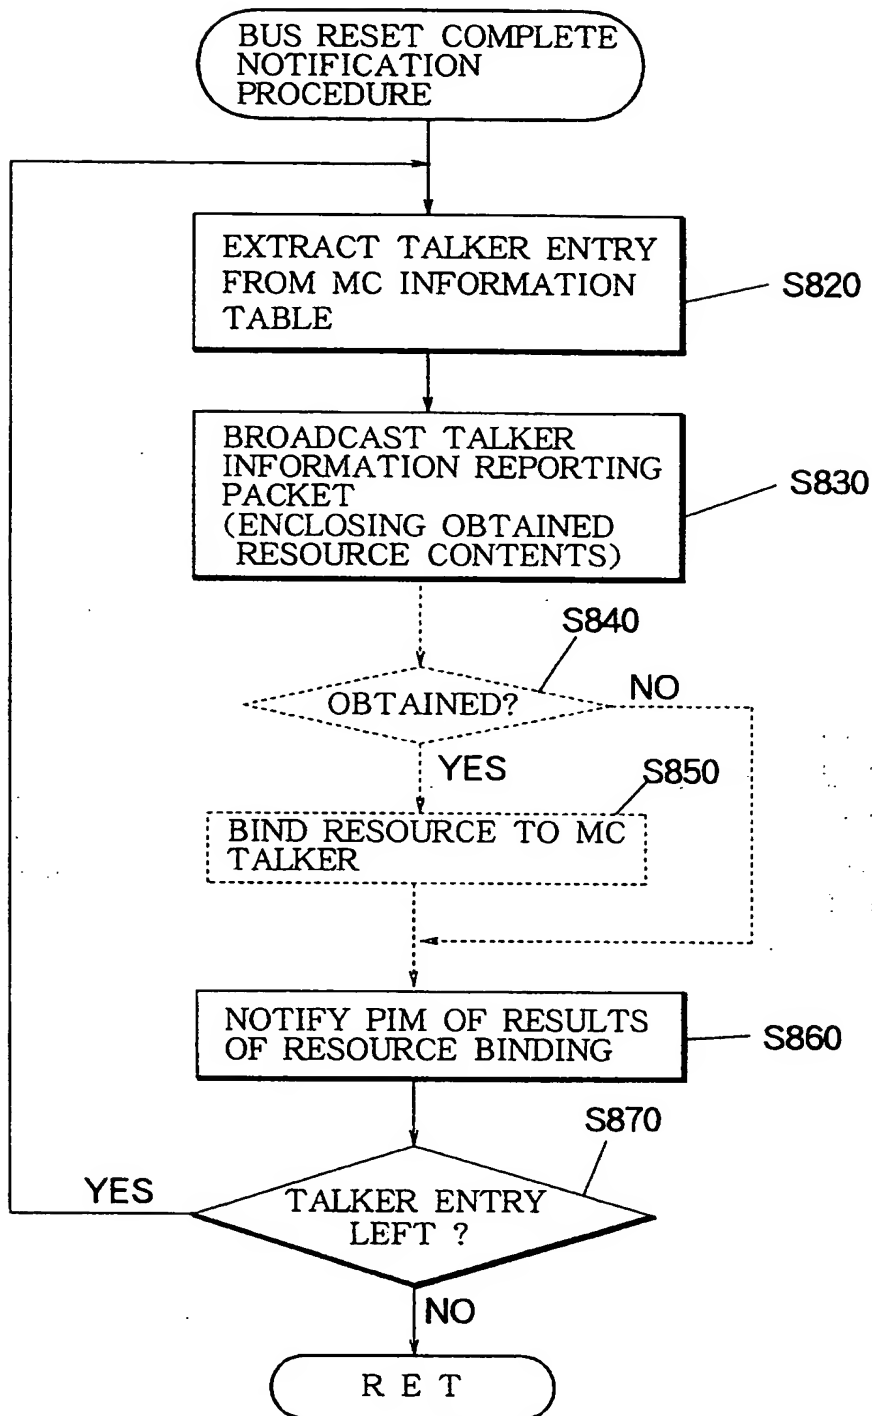 BUS RESET COMPLETE
NOTIFICATION
PROCEDURE
EXTRACT TALKER ENTRY
FROM MC INFORMATION
TABLE
S820
BROADCAST TALKER
INFORMATION REPORTING
PACKET
(ENCLOSING OBTAINED
RESOURCE CONTENTS)
S830
S840
OBTAINED?
NO
YES
S850
BIND RESOURCE TO MC
TALKER
NOTIFY PIM OF RESULTS
OF RESOURCE BINDING
S860
S870
YES
TALKER ENTRY
LEFT ?
NO
R E T